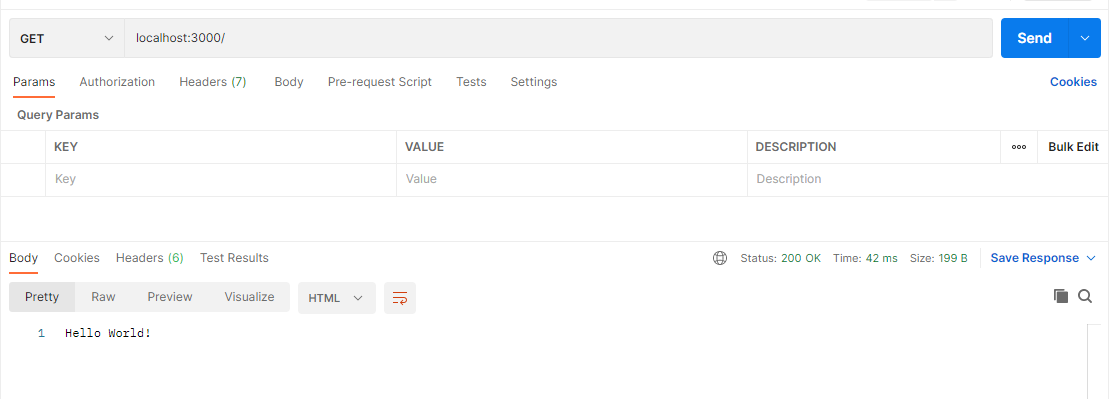 GET localhost:3000/ Send
Params Authorization Headers (7) Body Pre-request Script Tests Settings Cookies
Query Params
KEY VALUE DESCRIPTION ooo Bulk Edit
Key Value Description
Body Cookies Headers (6) Test Results Status: 200 OK Time: 42 ms Size: 199 B Save Response
Pretty Raw Preview Visualize HTML
1 Hello World!